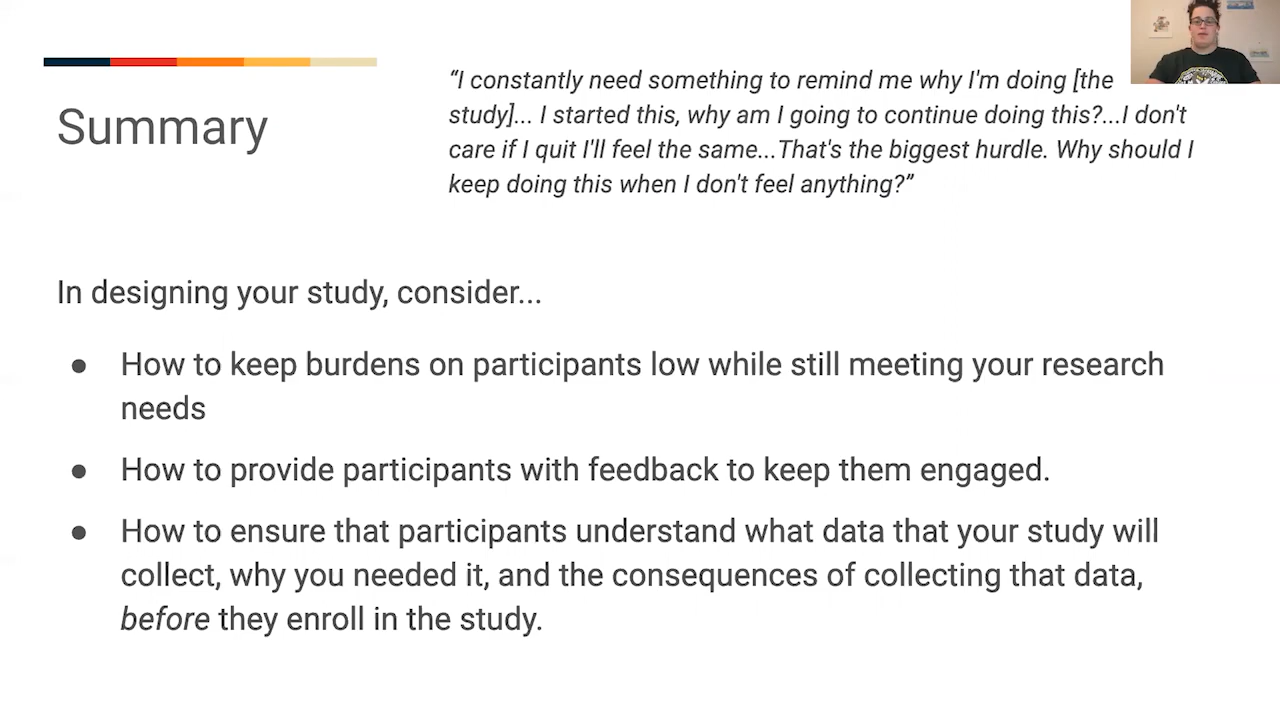 Summary
“I constantly need something to remind me why I'm doing [the
study]... I started this, why am I going to continue doing this?...I don't
care if I quit I'll feel the same...That's the biggest hurdle. Why should I
keep doing this when I don't feel anything?”
In designing your study, consider...
● How to keep burdens on participants low while still meeting your research
needs
● How to provide participants with feedback to keep them engaged.
● How to ensure that participants understand what data that your study will
collect, why you needed it, and the consequences of collecting that data,
before they enroll in the study.